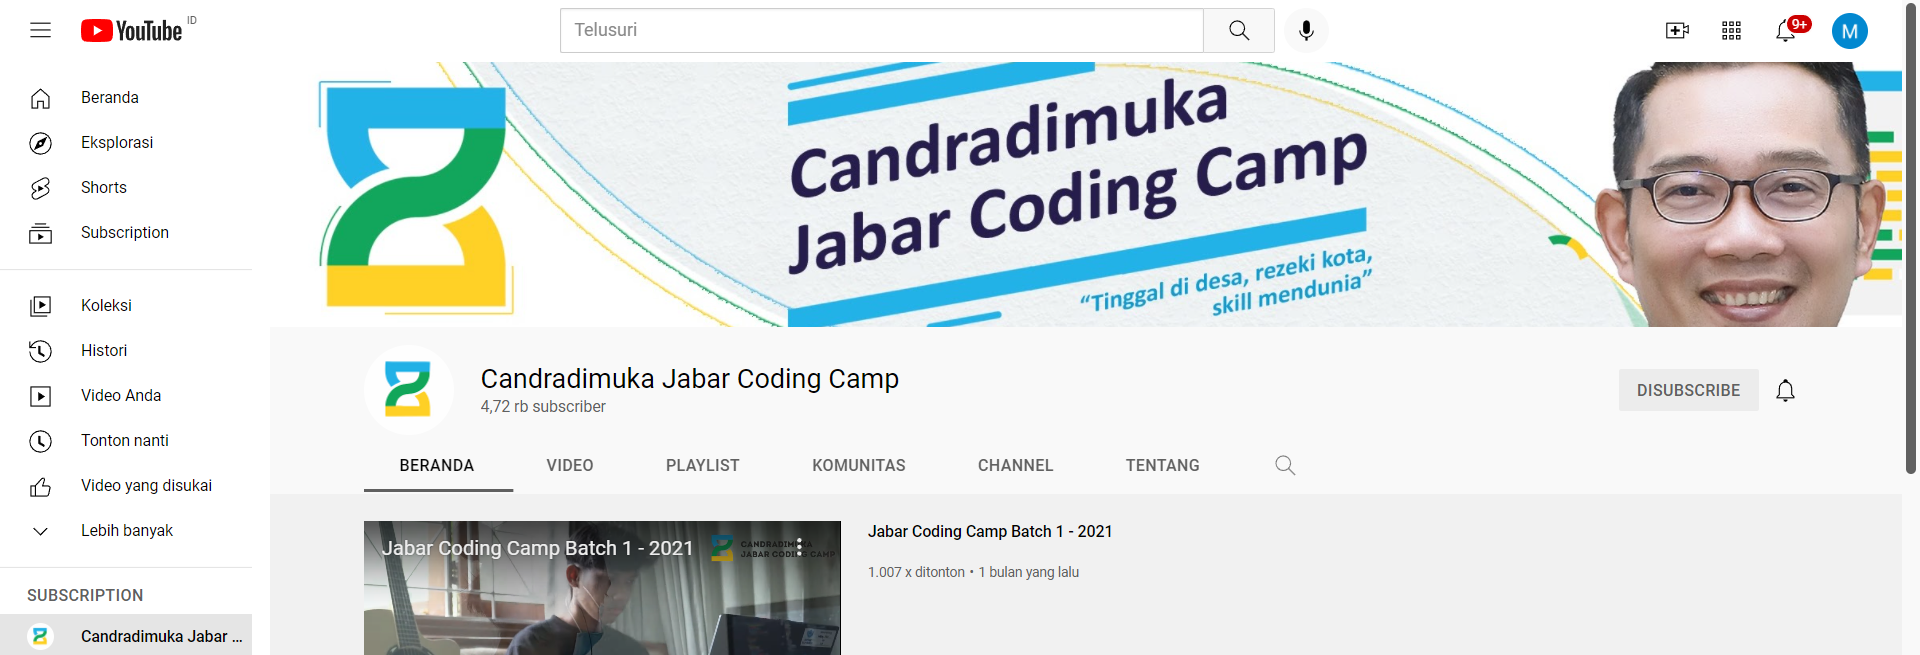 YouTube ID
Telusuri
9+
M
Beranda
Eksplorasi
Shorts
Subscription
Koleksi
Histori
Video Anda
Tonton nanti
Video yang disukai
Lebih banyak
SUBSCRIPTION
Candradimuka Jabar ...
Candradimuka
Jabar Coding Camp
“Tinggal di desa, rezeki kota,
skill mendunia”
Candradimuka Jabar Coding Camp
4,72 rb subscriber
DISUBSCRIBE
BERANDA VIDEO PLAYLIST KOMUNITAS CHANNEL TENTANG
Jabar Coding Camp Batch 1 - 2021
CANDRADIMUKA
JABAR CODING CAMP
Jabar Coding Camp Batch 1 - 2021
1.007 x ditonton • 1 bulan yang lalu